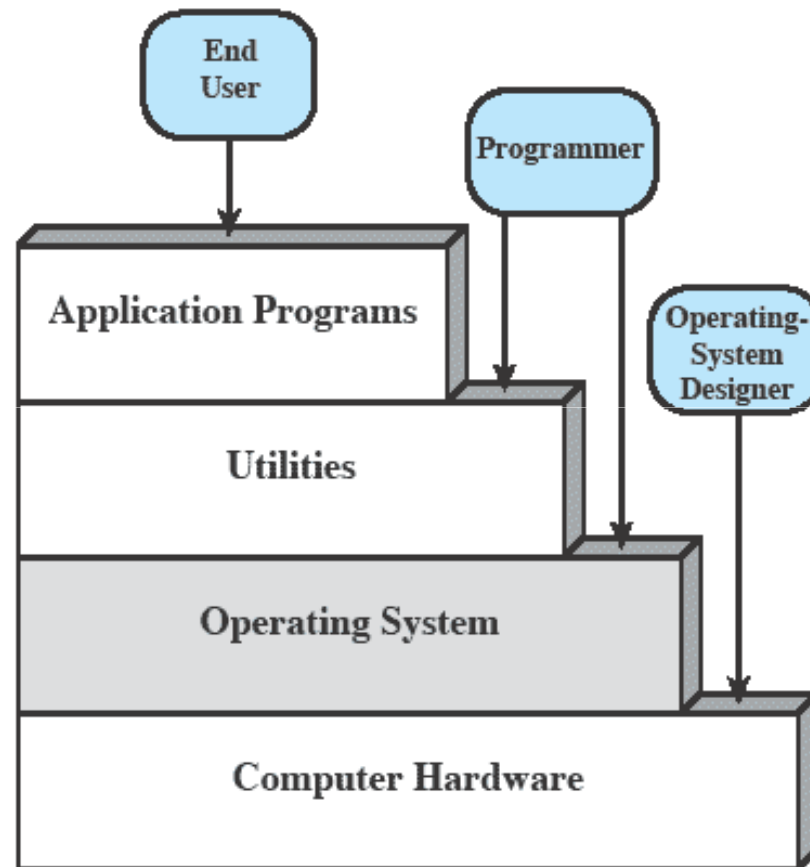 End
User
Programmer
Application Programs
Operating-
System
Designer
Utilities
Operating System
Computer Hardware